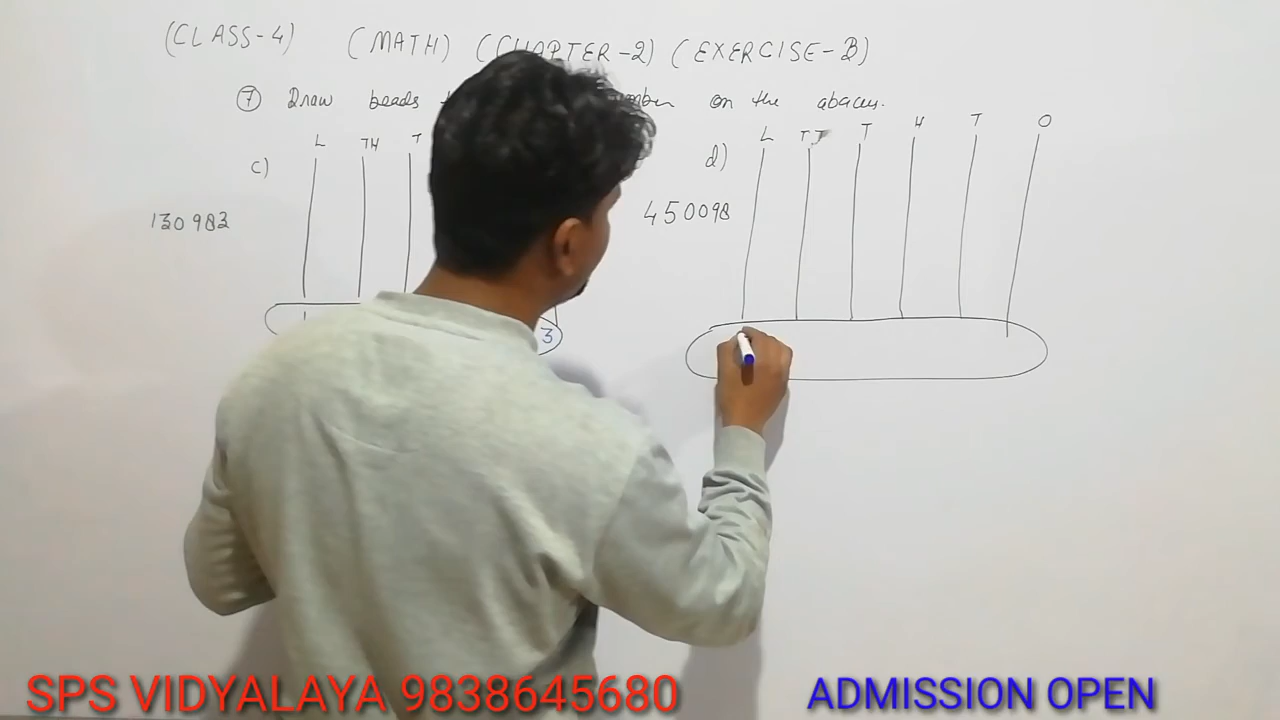 (CLASS-4) (MATH) (CHAPTER-2) (EXERCISE-B)
7 Draw beads on the abacus.
c) L TH T
130983
3
d) L T T H T O
450098
SPS VIDYALAYA 9838645680
ADMISSION OPEN